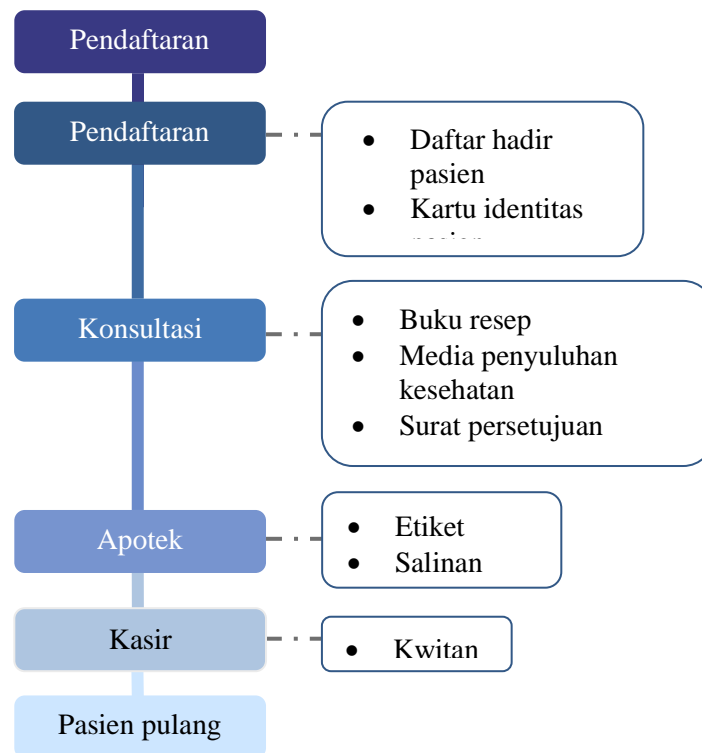 Pendaftaran
Pendaftaran
• Daftar hadir
pasien
• Kartu identitas
Konsultasi
• Buku resep
• Media penyuluhan
kesehatan
• Surat persetujuan
Apotek
• Etiket
• Salinan
Kasir
• Kwitan
Pasien pulang